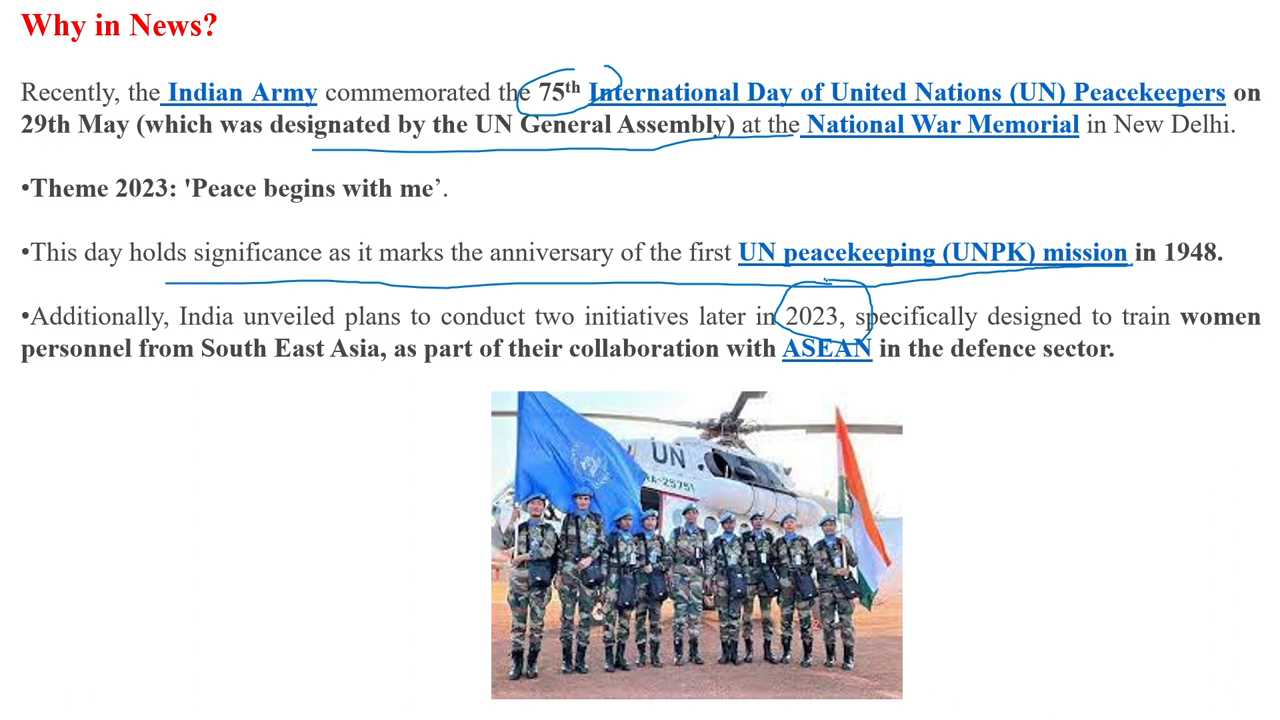 Why in News?
Recently, the Indian Army commemorated the 75th International Day of United Nations (UN) Peacekeepers on
29th May (which was designated by the UN General Assembly) at the National War Memorial in New Delhi.
•Theme 2023: 'Peace begins with me’.
•This day holds significance as it marks the anniversary of the first UN peacekeeping (UNPK) mission in 1948.
•Additionally, India unveiled plans to conduct two initiatives later in 2023, specifically designed to train women
personnel from South East Asia, as part of their collaboration with ASEAN in the defence sector.
UN